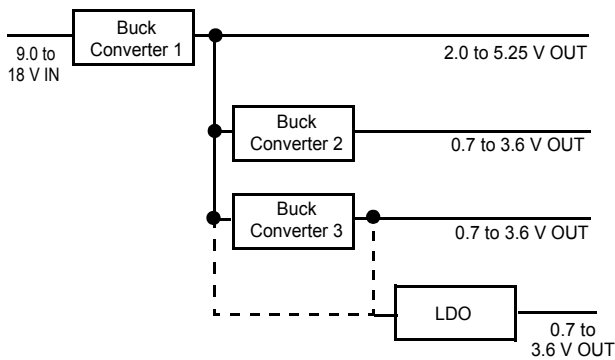 Buck
Converter 1
9.0 to
18 V IN
2.0 to 5.25 V OUT
Buck
Converter 2
0.7 to 3.6 V OUT
Buck
Converter 3
0.7 to 3.6 V OUT
LDO
0.7 to
3.6 V OUT